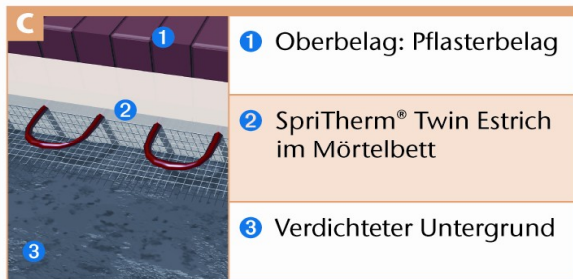 C
1 Oberbelag: Pflasterbelag
2 SpriTherm® Twin Estrich
im Mörtelbett
3 Verdichteter Untergrund
1
2
3